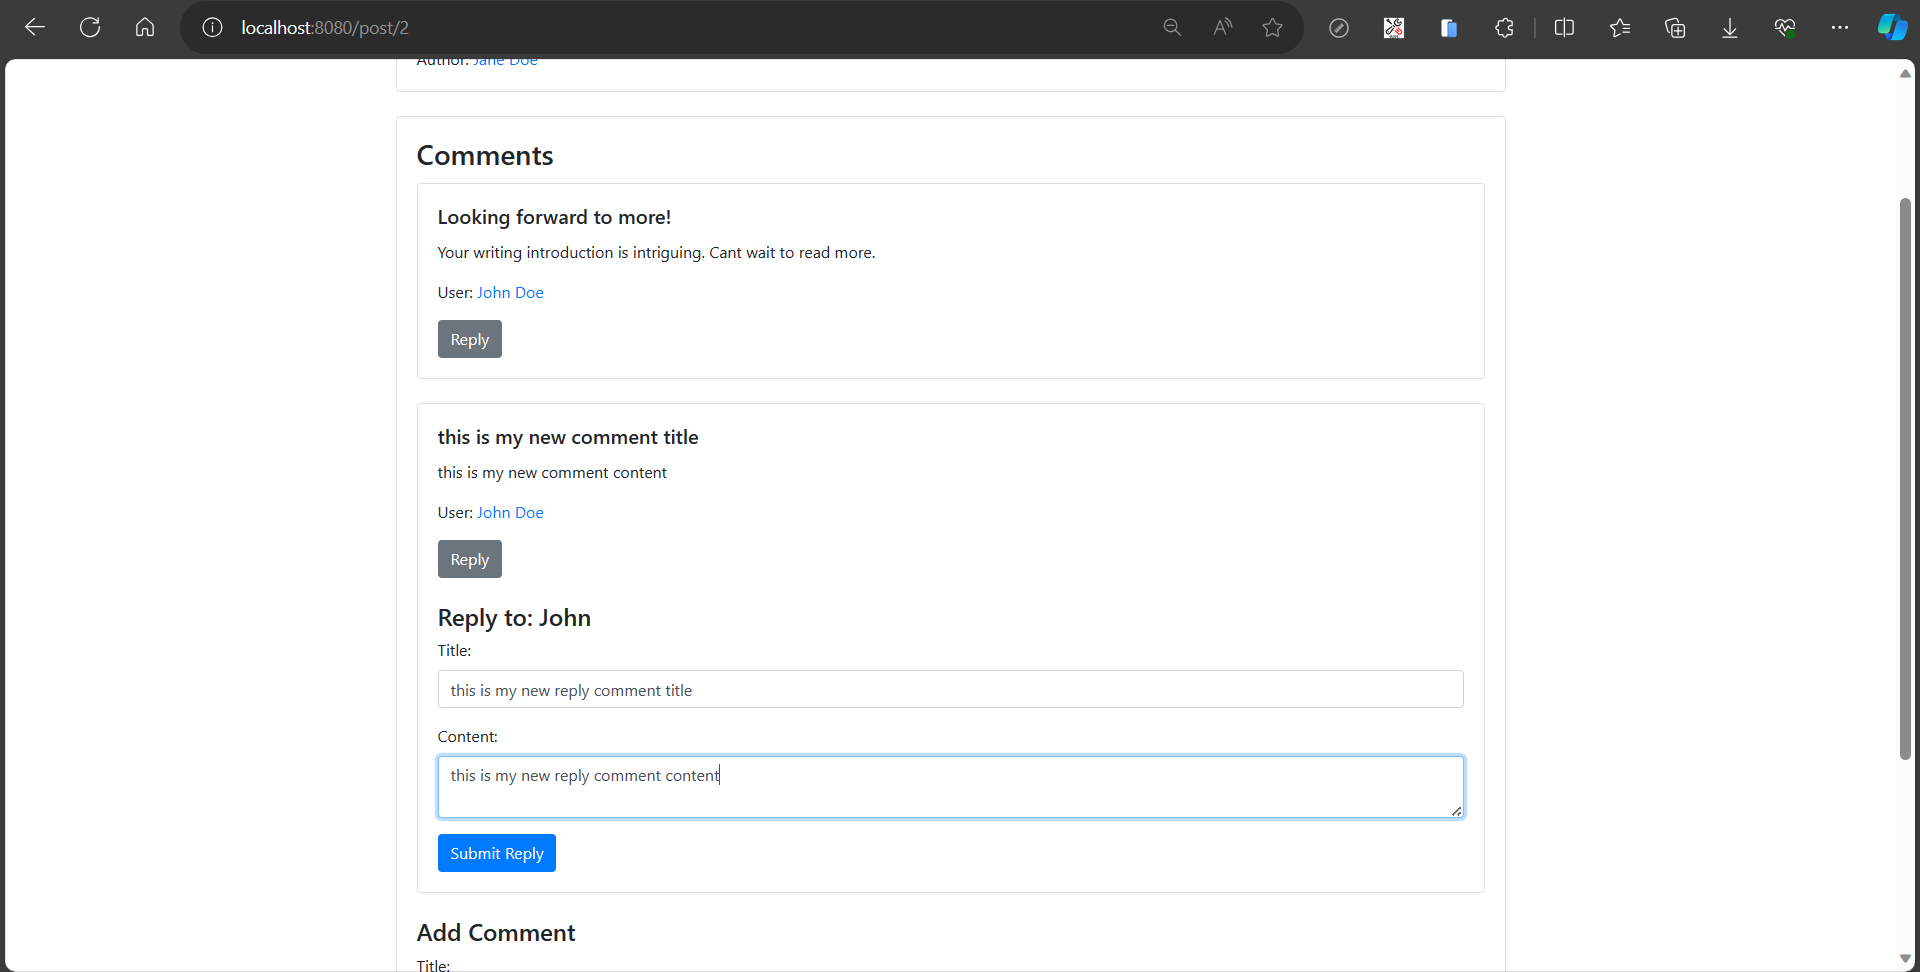 localhost:8080/post/2
Author: Jane Doe
Comments
Looking forward to more!
Your writing introduction is intriguing. Cant wait to read more.
User: John Doe
Reply
this is my new comment title
this is my new comment content
User: John Doe
Reply
Reply to: John
Title:
this is my new reply comment title
Content:
this is my new reply comment content
Submit Reply
Add Comment
Title: